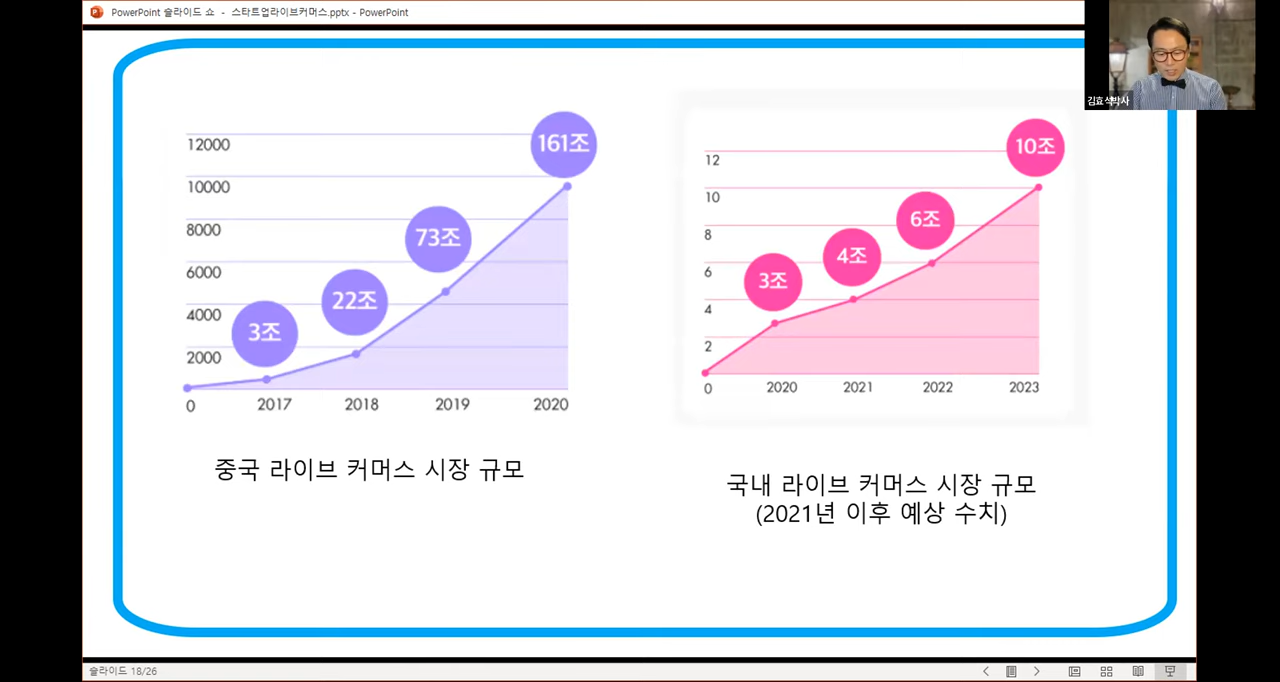 PowerPoint 슬라이드 쇼 - 스타트업라이브커머스.pptx - PowerPoint
김효석박사
12000
10000
8000
6000
4000
2000
0
2017
2018
2019
2020
3조
22조
73조
161조
중국 라이브 커머스 시장 규모
12
10
8
6
4
2
0
2020
2021
2022
2023
3조
4조
6조
10조
국내 라이브 커머스 시장 규모
(2021년 이후 예상 수치)
슬라이드 18/26